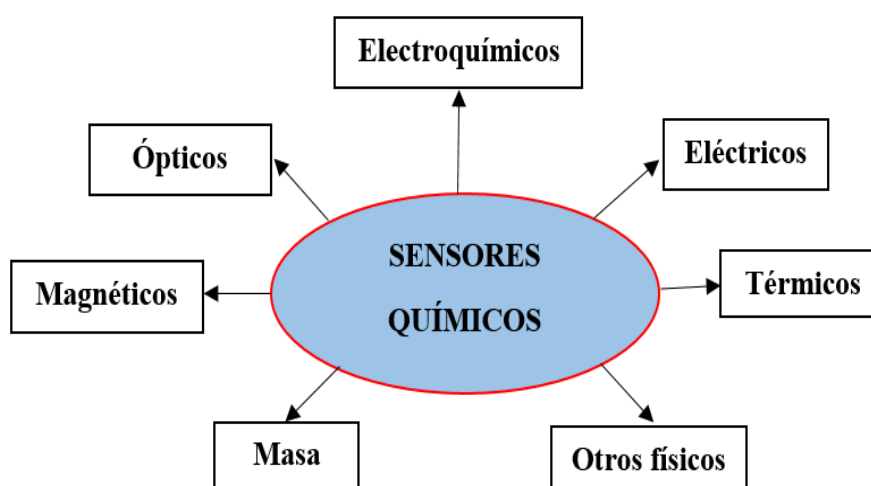 Electroquímicos
Ópticos
Eléctricos
SENSORES
QUÍMICOS
Magnéticos
Térmicos
Masa
Otros físicos